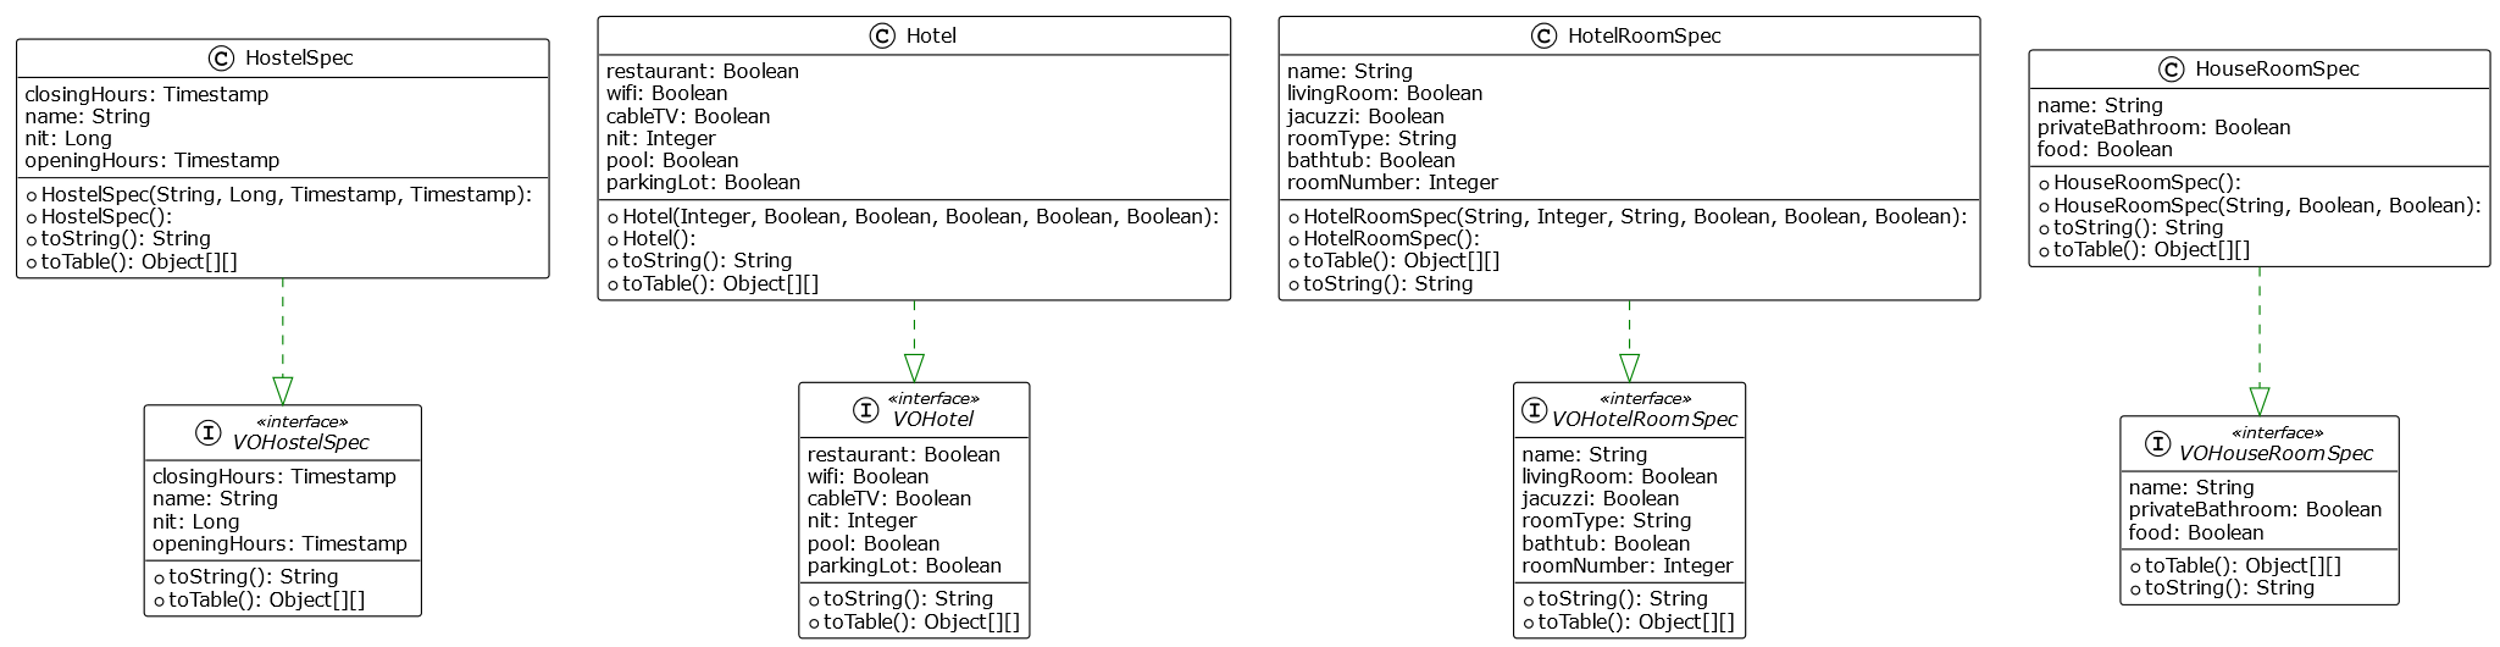 C HostelSpec
closingHours: Timestamp
name: String
nit: Long
openingHours: Timestamp
HostelSpec(String, Long, Timestamp, Timestamp):
HostelSpec():
toString(): String
toTable(): Object[][]
C Hotel
restaurant: Boolean
wifi: Boolean
cableTV: Boolean
nit: Integer
pool: Boolean
parkingLot: Boolean
Hotel(Integer, Boolean, Boolean, Boolean, Boolean, Boolean):
Hotel():
toString(): String
toTable(): Object[][]
C HotelRoomSpec
name: String
livingRoom: Boolean
jacuzzi: Boolean
roomType: String
bathtub: Boolean
roomNumber: Integer
HotelRoomSpec(String, Integer, String, Boolean, Boolean, Boolean):
HotelRoomSpec():
toTable(): Object[][]
toString(): String
C HouseRoomSpec
name: String
privateBathroom: Boolean
food: Boolean
HouseRoomSpec():
HouseRoomSpec(String, Boolean, Boolean):
toString(): String
toTable(): Object[][]
«interface»
I VOHostelSpec
closingHours: Timestamp
name: String
nit: Long
openingHours: Timestamp
toString(): String
toTable(): Object[][]
«interface»
I VOHotel
restaurant: Boolean
wifi: Boolean
cableTV: Boolean
nit: Integer
pool: Boolean
parkingLot: Boolean
toString(): String
toTable(): Object[][]
«interface»
I VOHotelRoomSpec
name: String
livingRoom: Boolean
jacuzzi: Boolean
roomType: String
bathtub: Boolean
roomNumber: Integer
toString(): String
toTable(): Object[][]
«interface»
I VOHouseRoomSpec
name: String
privateBathroom: Boolean
food: Boolean
toTable(): Object[][]
toString(): String